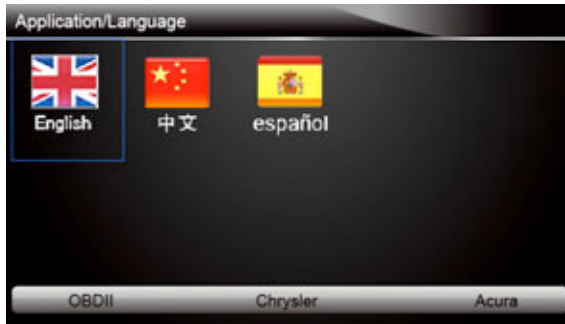 Application/Language
English 中文 español
OBDII Chrysler Acura